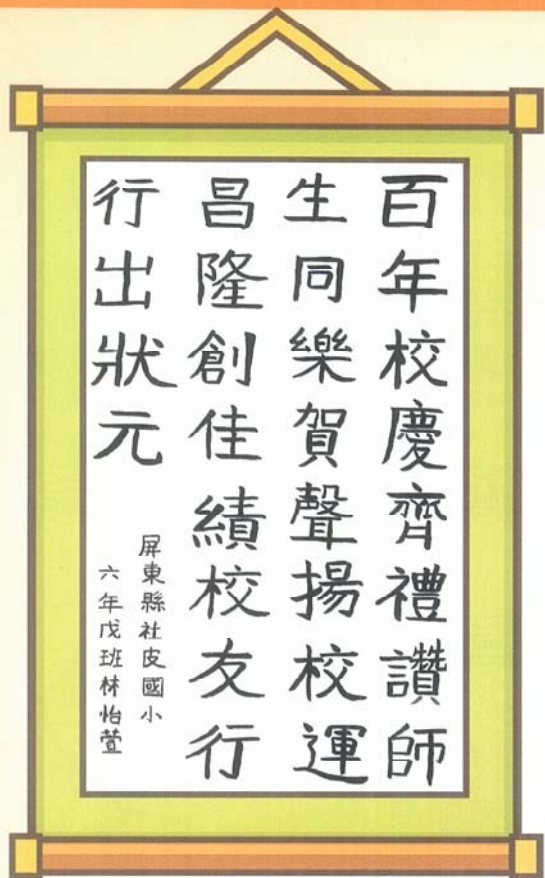 百年校慶齊禮讚師
生同樂賀聲揚校運
昌隆創佳績校友行
行出狀元
屏東縣社皮國小
六年戊班林怡萱